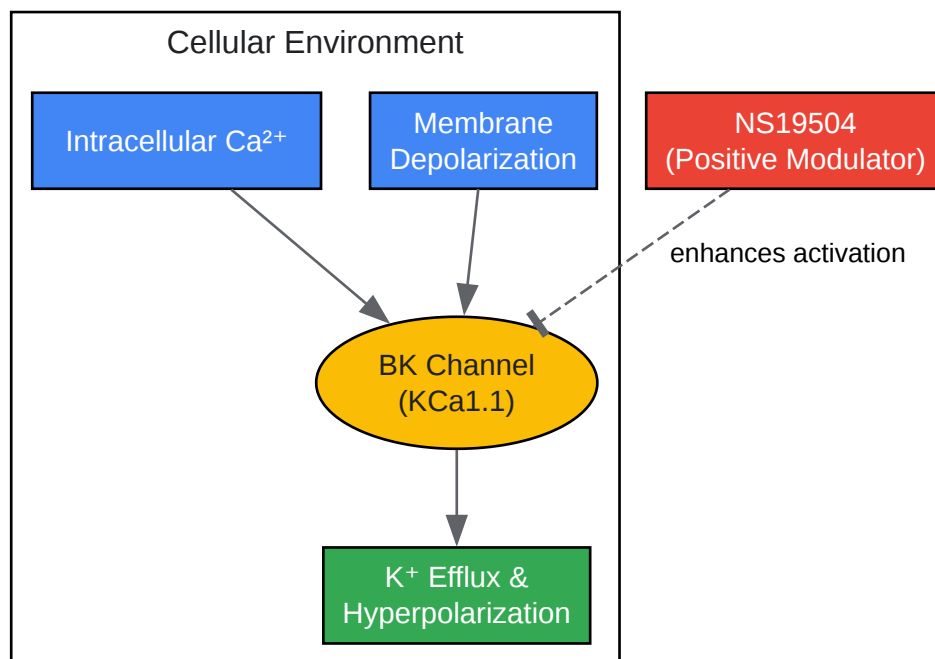 Cellular Environment
Intracellular Ca²⁺
Membrane
Depolarization
NS19504
(Positive Modulator)
enhances activation
BK Channel
(KCa1.1)
K⁺ Efflux &
Hyperpolarization